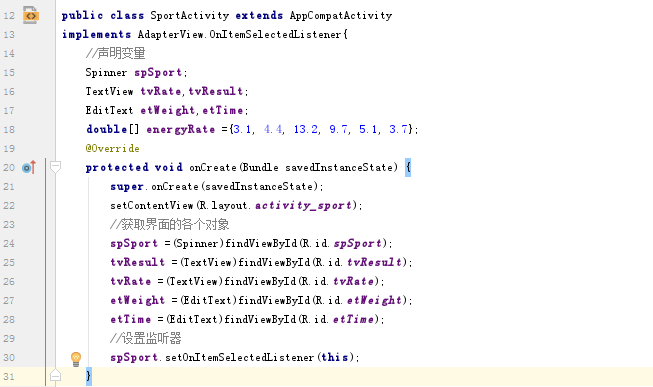 12 public class SportActivity extends AppCompatActivity
13 implements AdapterView.OnItemSelectedListener{
14 //声明变量
15 Spinner spSport;
16 TextView tvRate,tvResult;
17 EditText etWeight,etTime;
18 double[] energyRate ={3.1, 4.4, 13.2, 9.7, 5.1, 3.7};
19 @Override
20 protected void onCreate(Bundle savedInstanceState) {
21 super.onCreate(savedInstanceState);
22 setContentView(R.layout.activity_sport);
23 //获取界面的各个对象
24 spSport =(Spinner)findViewById(R.id.spSport);
25 tvResult =(TextView)findViewById(R.id.tvResult);
26 tvRate =(TextView)findViewById(R.id.tvRate);
27 etWeight =(EditText)findViewById(R.id.etWeight);
28 etTime =(EditText)findViewById(R.id.etTime);
29 //设置监听器
30 spSport.setOnItemSelectedListener(this);
31 }